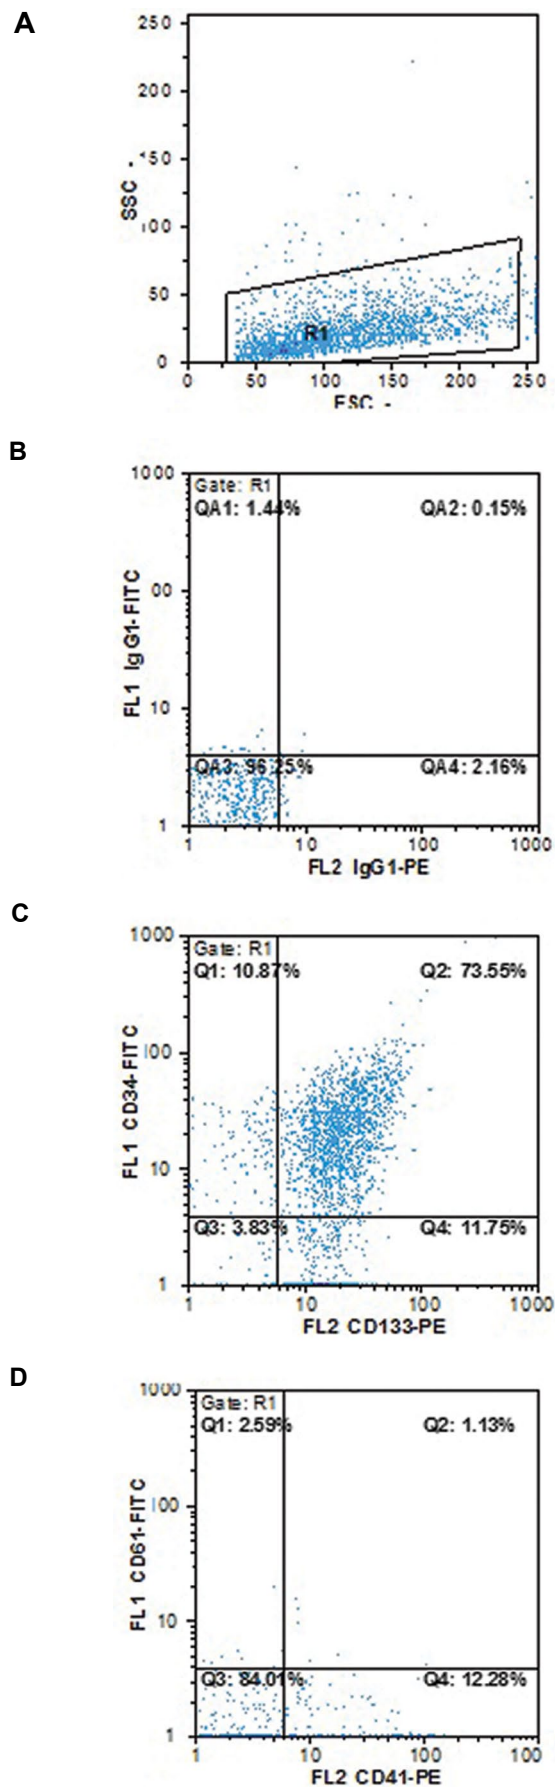 A
250
200
150
100
50
0
SSC -
R1
0 50 100 150 200 250
FSC -
B
1000
Gate: R1
QA1: 1.44% QA2: 0.15%
00
10
QA3: 96.25% QA4: 2.16%
1
FL1 IgG1-FITC
1 10 100 1000
FL2 IgG1-PE
C
1000
Gate: R1
Q1: 10.87% Q2: 73.55%
100
10
Q3: 3.83% Q4: 11.75%
1
FL1 CD34-FITC
1 10 100 1000
FL2 CD133-PE
D
1000
Gate: R1
Q1: 2.59% Q2: 1.13%
100
10
Q3: 84.01% Q4: 12.28%
1
FL1 CD61-FITC
1 10 100 100
FL2 CD41-PE